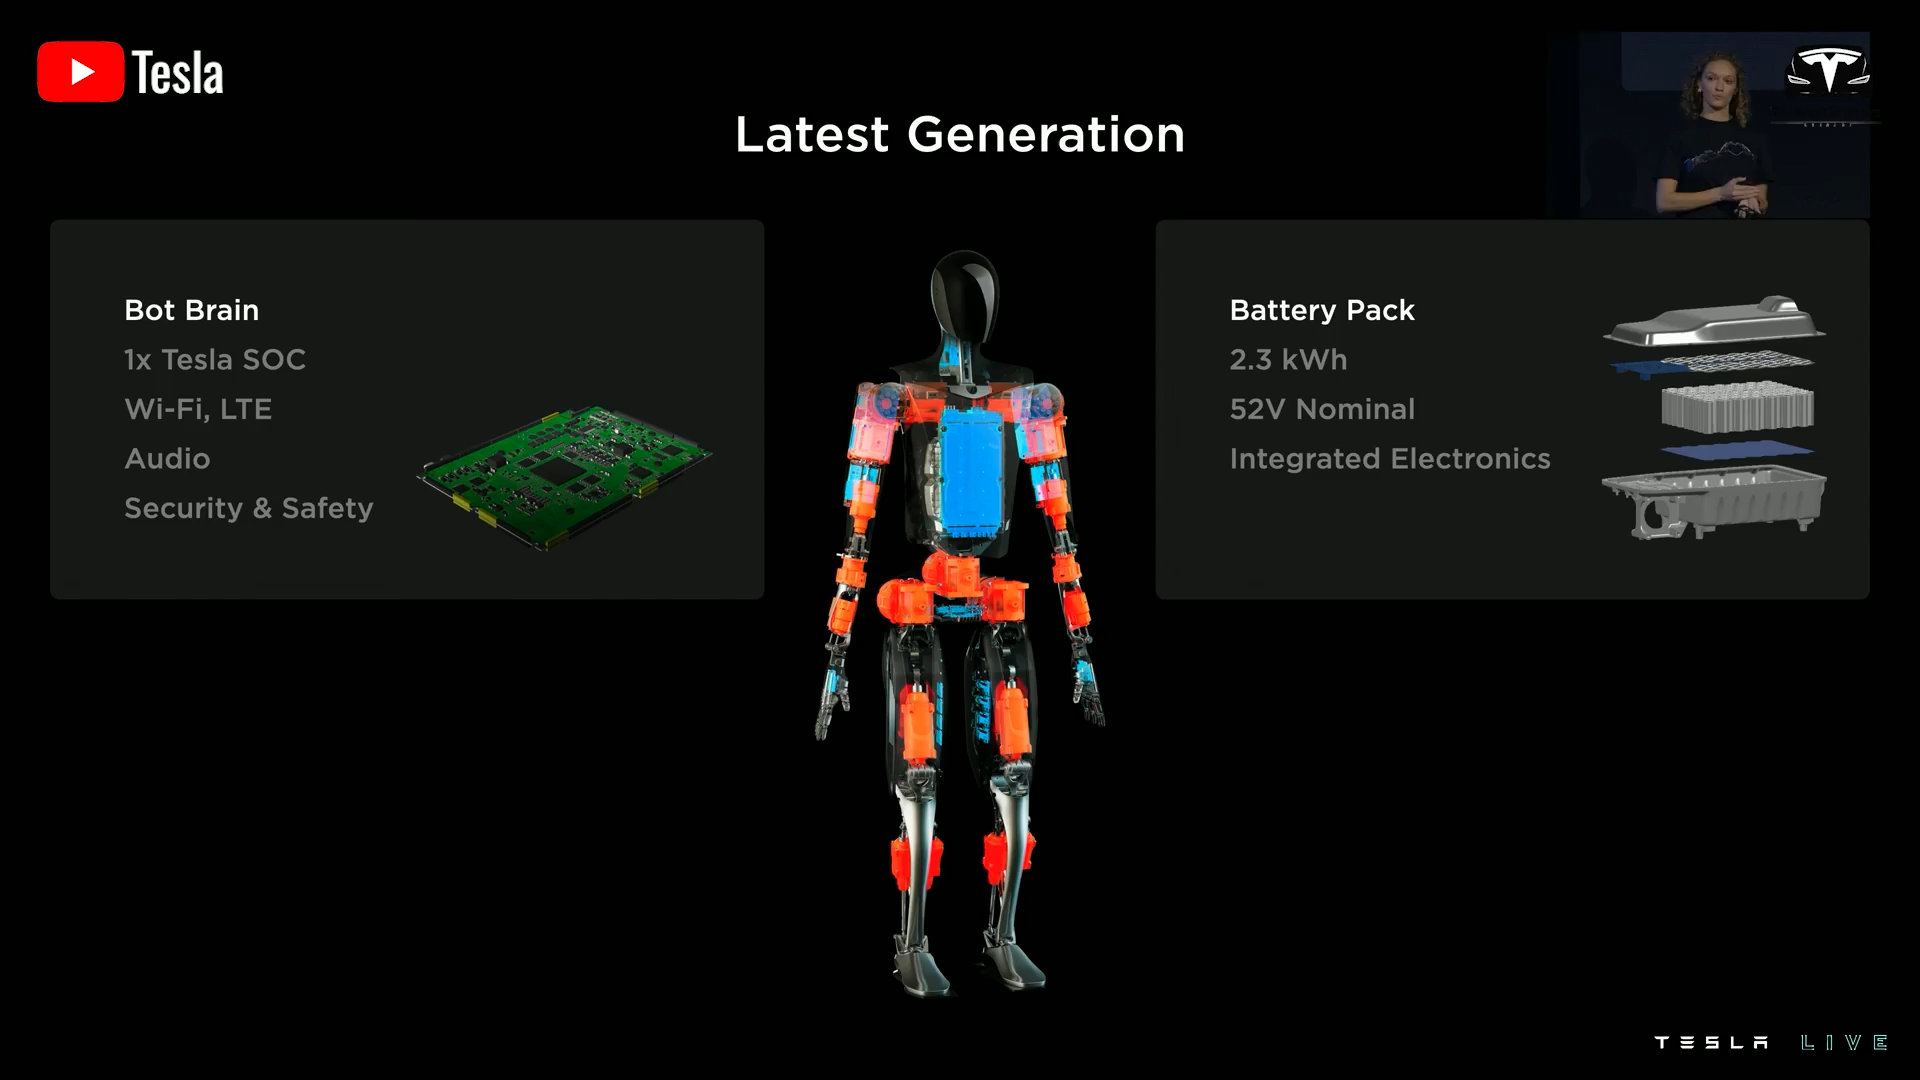 Tesla
Latest Generation
Bot Brain
1x Tesla SOC
Wi-Fi, LTE
Audio
Security & Safety
Battery Pack
2.3 kWh
52V Nominal
Integrated Electronics
TESLA LIVE